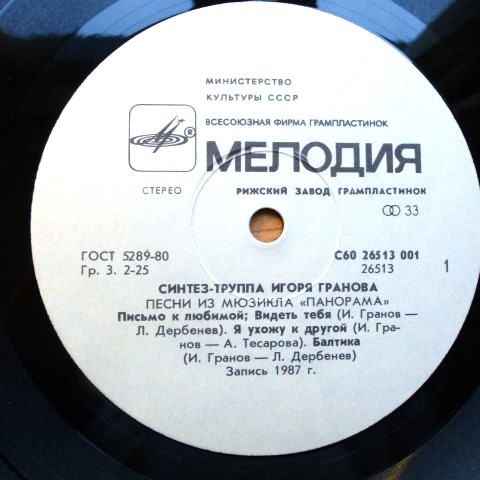 МИНИСТЕРСТВО
КУЛЬТУРЫ СССР
ВСЕСОЮЗНАЯ ФИРМА ГРАМПЛАСТИНОК
® МЕЛОДИЯ
СТЕРЕО РИЖСКИЙ ЗАВОД ГРАМПЛАСТИНОК
33
ГОСТ 5289-80 С60 26513 001
Гр. 3. 2-25 26513 1
СИНТЕЗ-ТРУППА ИГОРЯ ГРАНОВА
ПЕСНИ ИЗ МЮЗИКЛА «ПАНОРАМА»
Письмо к любимой; Видеть тебя (И. Гранов —
Л. Дербенев). Я ухожу к другой (И. Гра-
нов — А. Тесарова). Балтика
(И. Гранов — Л. Дербенев)
Запись 1987 г.